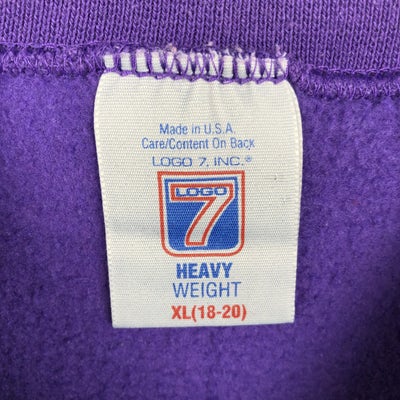 Made in U.S.A.
Care/Content On Back
LOGO 7, INC.®
LOGO
7
HEAVY
WEIGHT
XL(18-20)